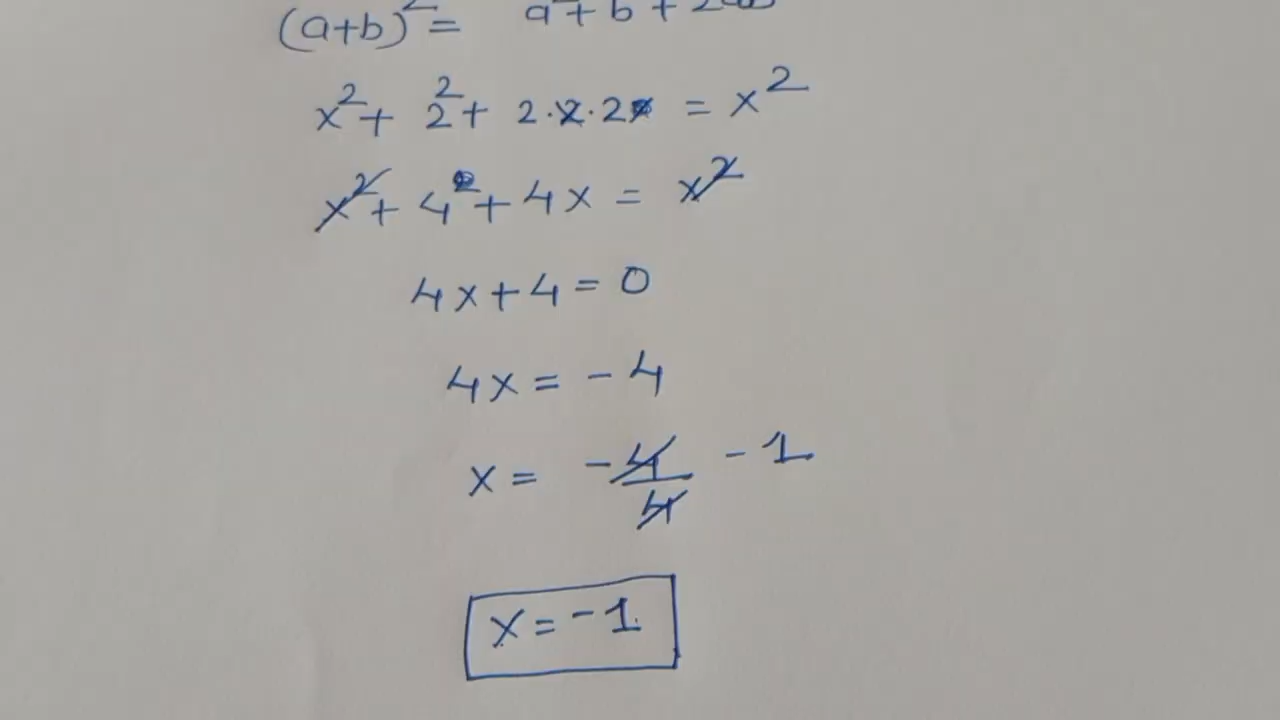 (a+b)² = a²+ b + 2ab
x²+ 2²+ 2·x·2 = x²
x²+ 4 + 4x = x²
4x+4 = 0
4x = -4
x = -4/4 -1
x = -1